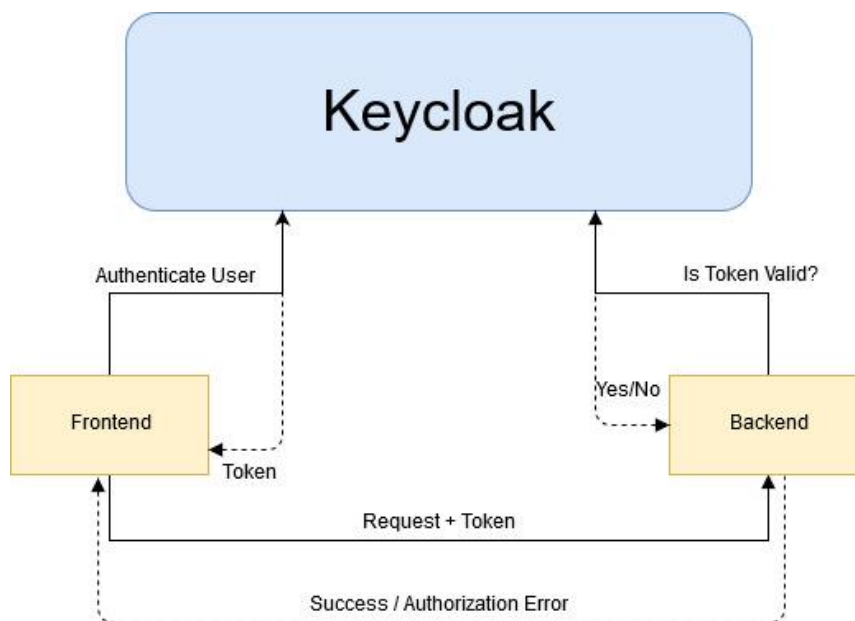 Keycloak
Authenticate User
Is Token Valid?
Frontend
Yes/No
Backend
Token
Request + Token
Success / Authorization Error